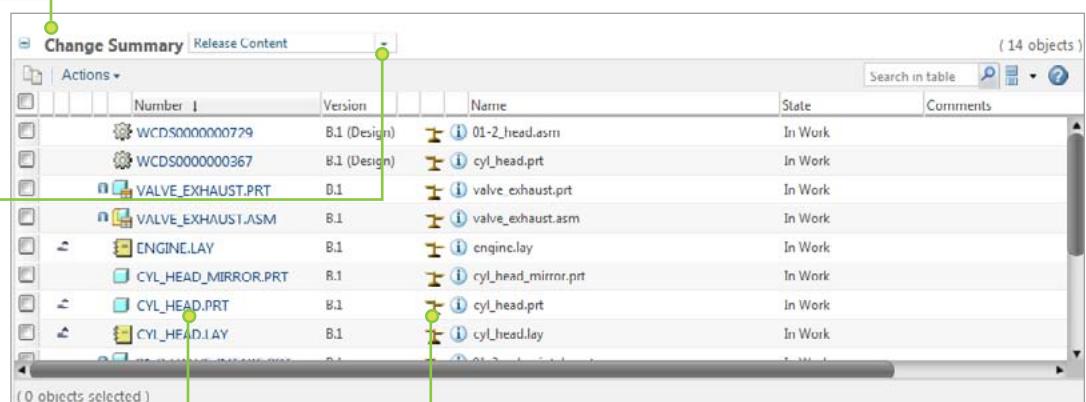 Change Summary Release Content ( 14 objects )
Actions Search in table
Number Version Name State Comments
WCDS0000000729 B.1 (Design) 01-2_head.asm In Work
WCDS0000000367 B.1 (Design) cyl_head.prt In Work
VALVE_EXHAUST.PRT B.1 valve_exhaust.prt In Work
VALVE_EXHAUST.ASM B.1 valve_exhaust.asm In Work
ENGINE.LAY B.1 engine.lay In Work
CYL_HEAD_MIRROR.PRT B.1 cyl_head_mirror.prt In Work
CYL_HEAD.PRT B.1 cyl_head.prt In Work
CYL_HEAD.LAY B.1 cyl_head.lay In Work
( 0 objects selected )